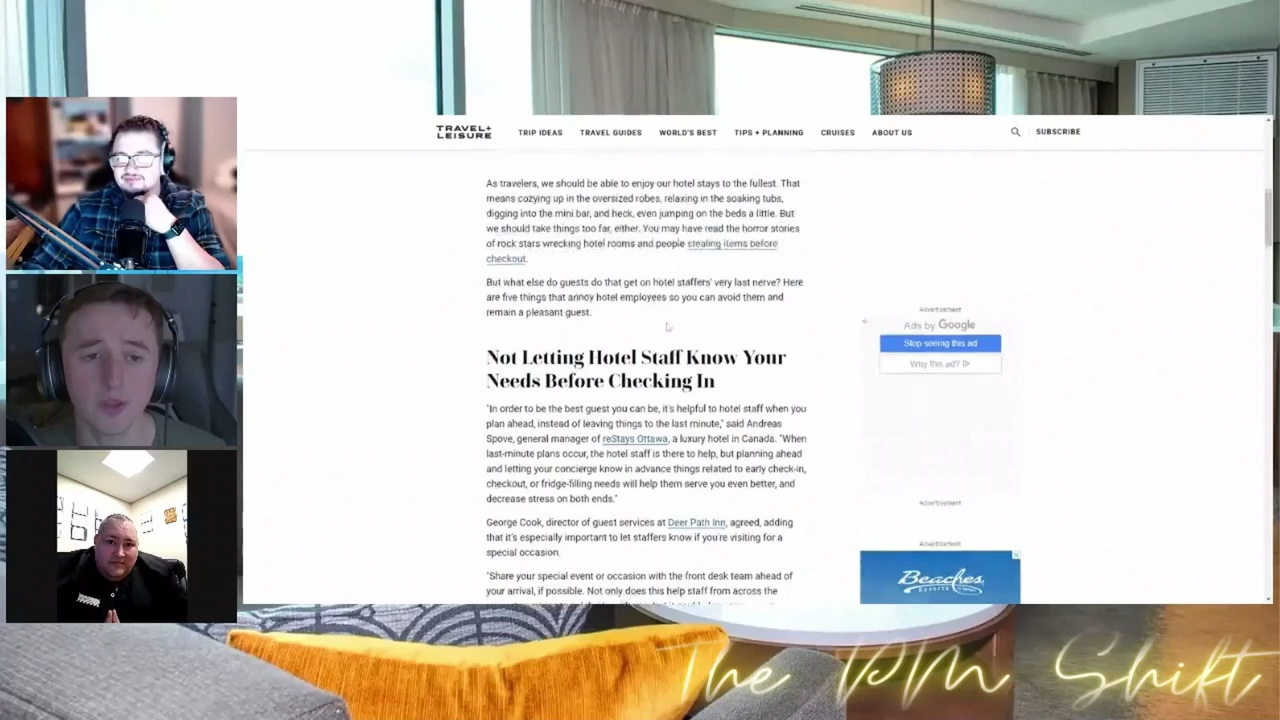 TRAVEL+
LEISURE
TRIP IDEAS TRAVEL GUIDES WORLD'S BEST TIPS + PLANNING CRUISES ABOUT US SUBSCRIBE
As travelers, we should be able to enjoy our hotel stays to the fullest. That
means cozying up in the oversized robes, relaxing in the soaking tubs,
digging into the mini bar, and heck, even jumping on the beds a little. But
we should take things too far, either. You may have read the horror stories
of rock stars wrecking hotel rooms and people stealing items before
checkout.
But what else do guests do that get on hotel staffers' very last nerve? Here
are five things that annoy hotel employees so you can avoid them and
remain a pleasant guest.
Not Letting Hotel Staff Know Your
Needs Before Checking In
"In order to be the best guest you can be, it's helpful to hotel staff when you
plan ahead, instead of leaving things to the last minute," said Andreas
Spove, general manager of reStays Ottawa, a luxury hotel in Canada. "When
last-minute plans occur, the hotel staff is there to help, but planning ahead
and letting your concierge know in advance things related to early check-in,
checkout, or fridge-filling needs will help them serve you even better, and
decrease stress on both ends."
George Cook, director of guest services at Deer Path Inn, agreed, adding
that it's especially important to let staffers know if you're visiting for a
special occasion.
"Share your special event or occasion with the front desk team ahead of
your arrival, if possible. Not only does this help staff from across the
Advertisement
Ads by Google
Stop seeing this ad
Why this ad?
Advertisement
Advertisement
Beaches
The PM Shift